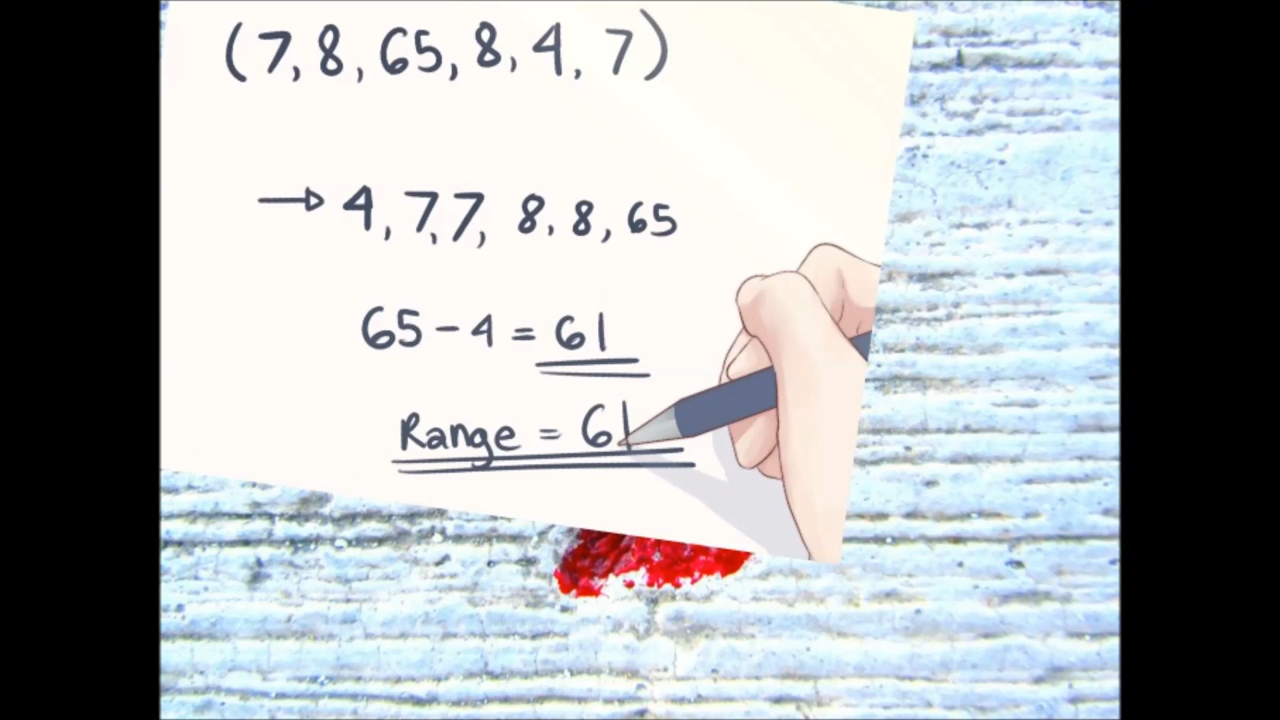 (7, 8, 65, 8, 4, 7)
→ 4, 7, 7, 8, 8, 65
65 - 4 = 61
Range = 61